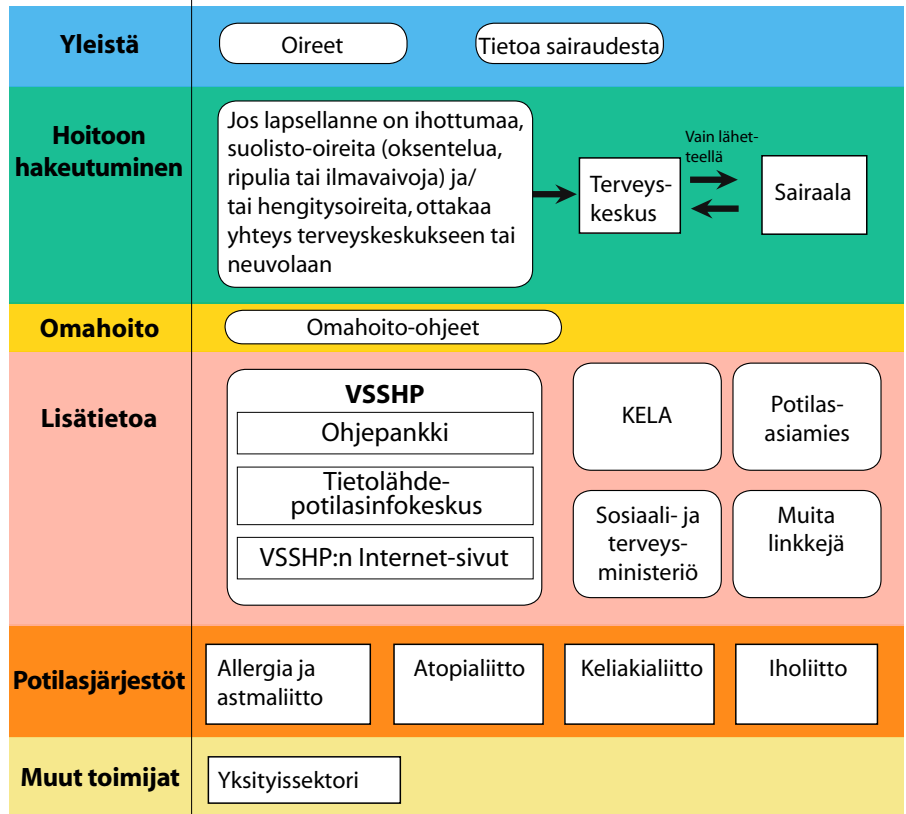 Yleistä
Oireet
Tietoa sairaudesta
Hoitoon
hakeutuminen
Jos lapsellanne on ihottumaa,
suolisto-oireita (oksentelua,
ripulia tai ilmavaivoja) ja/
tai hengitysoireita, ottakaa
yhteys terveyskeskukseen tai
neuvolaan
Terveys-
keskus
Vain lähet-
teellä
Sairaala
Omahoito
Omahoito-ohjeet
Lisätietoa
VSSHP
Ohjepankki
Tietolähde-
potilasinfokeskus
VSSHP:n Internet-sivut
KELA
Potilas-
asiamies
Sosiaali- ja
terveys-
ministeriö
Muita
linkkejä
Potilasjärjestöt
Allergia ja
astmaliitto
Atopialiitto
Keliakialiitto
Iholiitto
Muut toimijat
Yksityissektori